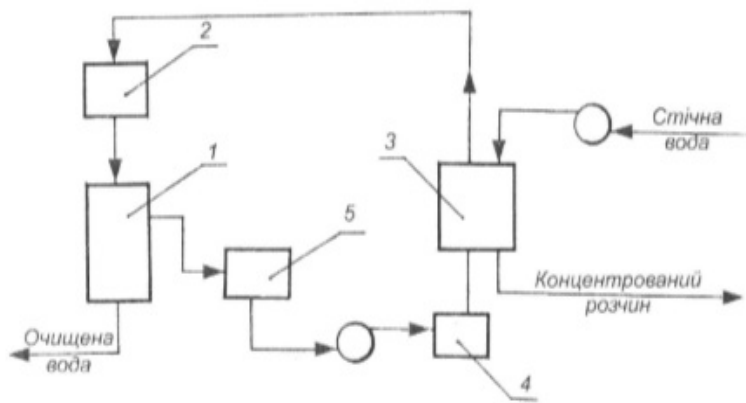 2
Стічна
вода
3
1
5
Концентрований
розчин
Очищена
вода
4